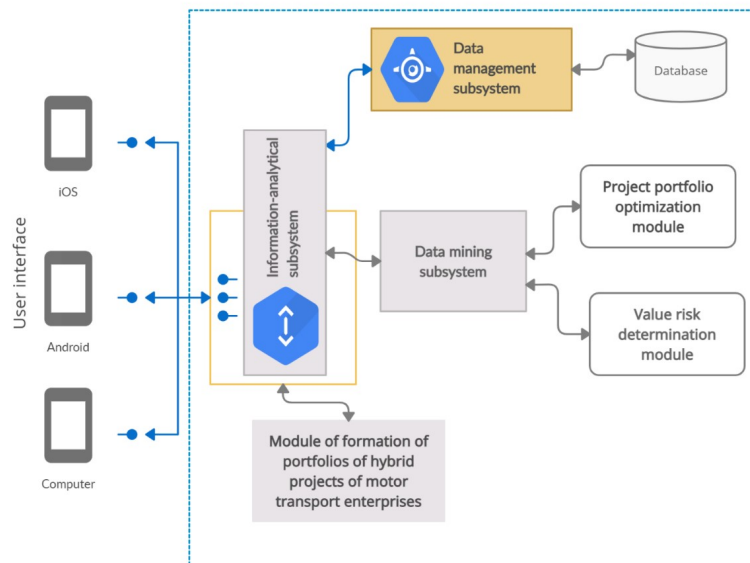 Data
management
subsystem
Database
User interface
iOS
Android
Computer
Information-analytical
subsystem
Data mining
subsystem
Project portfolio
optimization
module
Value risk
determination
module
Module of formation of
portfolios of hybrid
projects of motor
transport enterprises